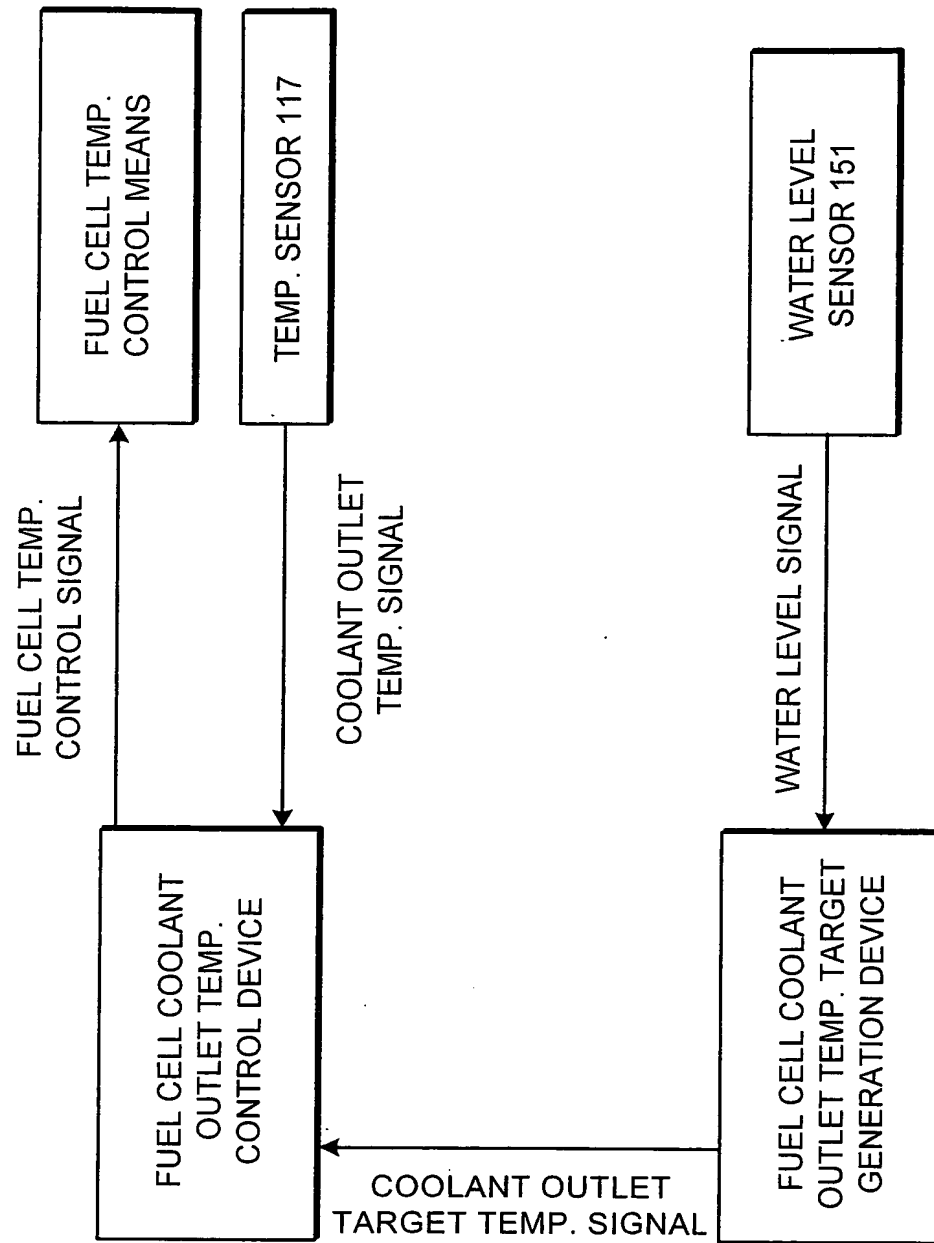 FUEL CELL TEMP.
CONTROL MEANS
TEMP. SENSOR 117
WATER LEVEL
SENSOR 151
FUEL CELL TEMP.
CONTROL SIGNAL
COOLANT OUTLET
TEMP. SIGNAL
WATER LEVEL SIGNAL
FUEL CELL COOLANT
OUTLET TEMP.
CONTROL DEVICE
FUEL CELL COOLANT
OUTLET TEMP. TARGET
GENERATION DEVICE
COOLANT OUTLET
TARGET TEMP. SIGNAL